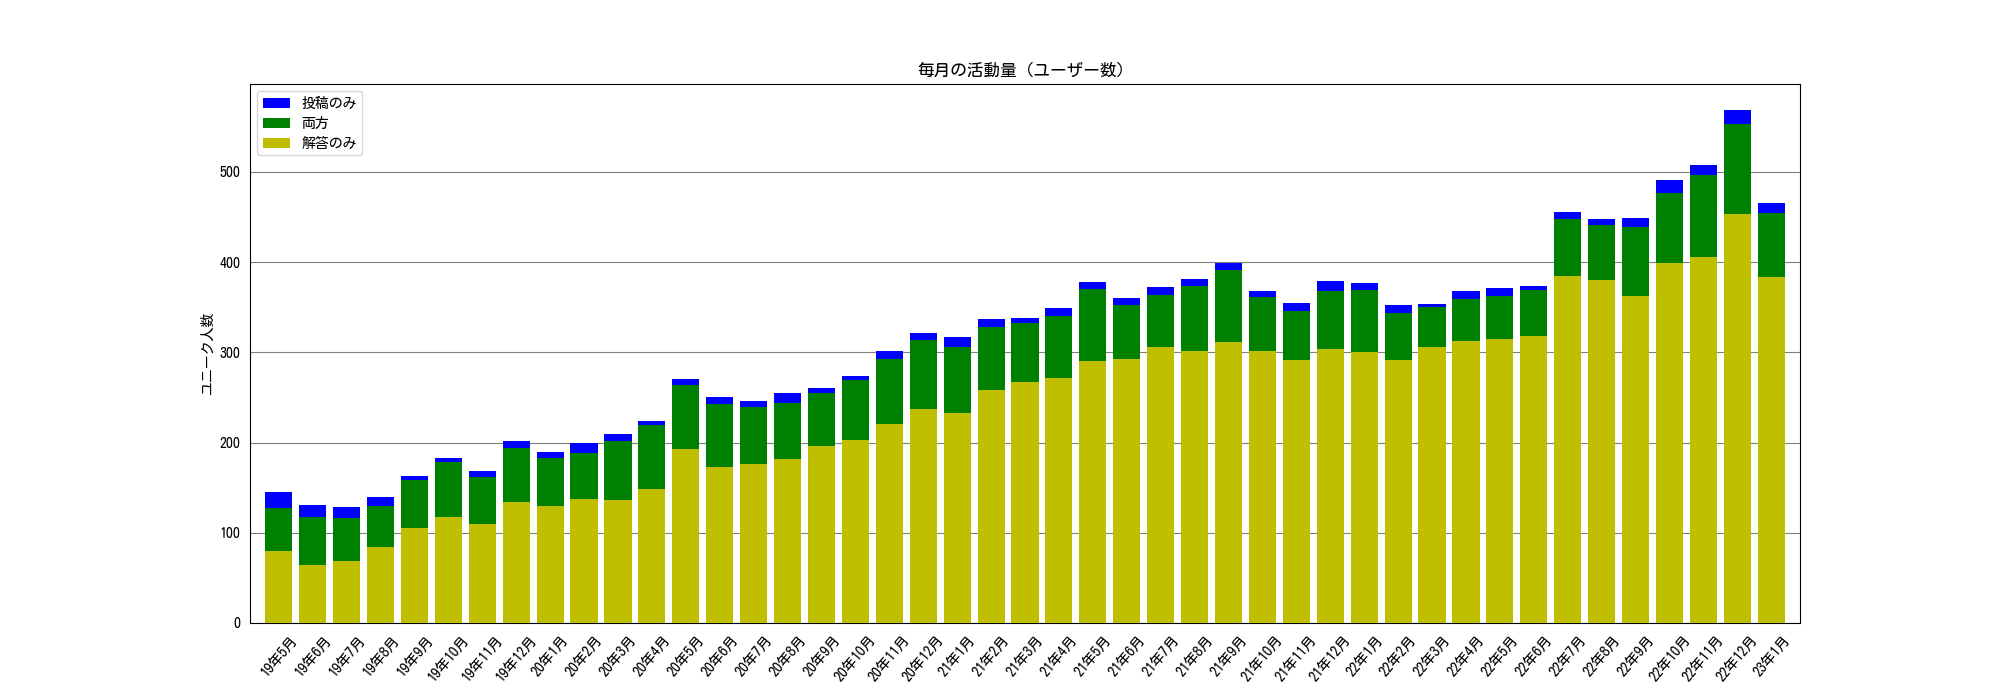 毎月の活動量（ユーザー数）
投稿のみ
両方
解答のみ
ユニーク人数
500
400
300
200
100
0
19年5月
19年6月
19年7月
19年8月
19年9月
19年10月
19年11月
19年12月
20年1月
20年2月
20年3月
20年4月
20年5月
20年6月
20年7月
20年8月
20年9月
20年10月
20年11月
20年12月
21年1月
21年2月
21年3月
21年4月
21年5月
21年6月
21年7月
21年8月
21年9月
21年10月
21年11月
21年12月
22年1月
22年2月
22年3月
22年4月
22年5月
22年6月
22年7月
22年8月
22年9月
22年10月
22年11月
22年12月
23年1月